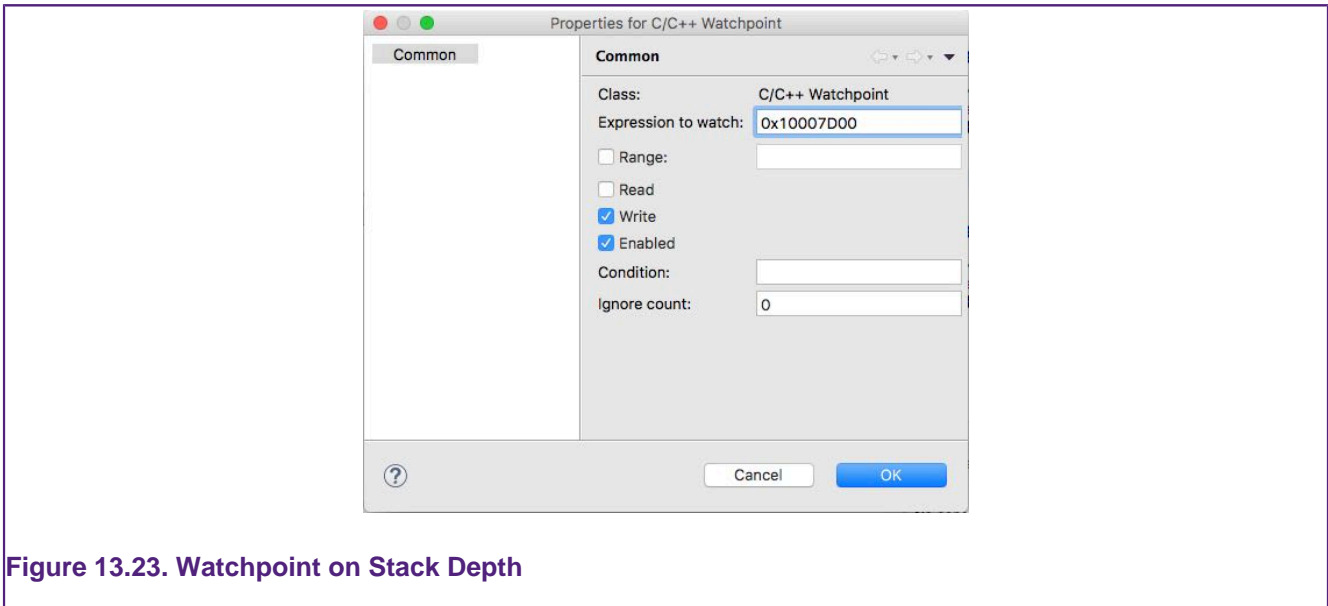 Properties for C/C++ Watchpoint
Common
Common
Class: C/C++ Watchpoint
Expression to watch: 0x10007D00
Range:
Read
Write
Enabled
Condition:
Ignore count: 0
?
Cancel OK
Figure 13.23. Watchpoint on Stack Depth